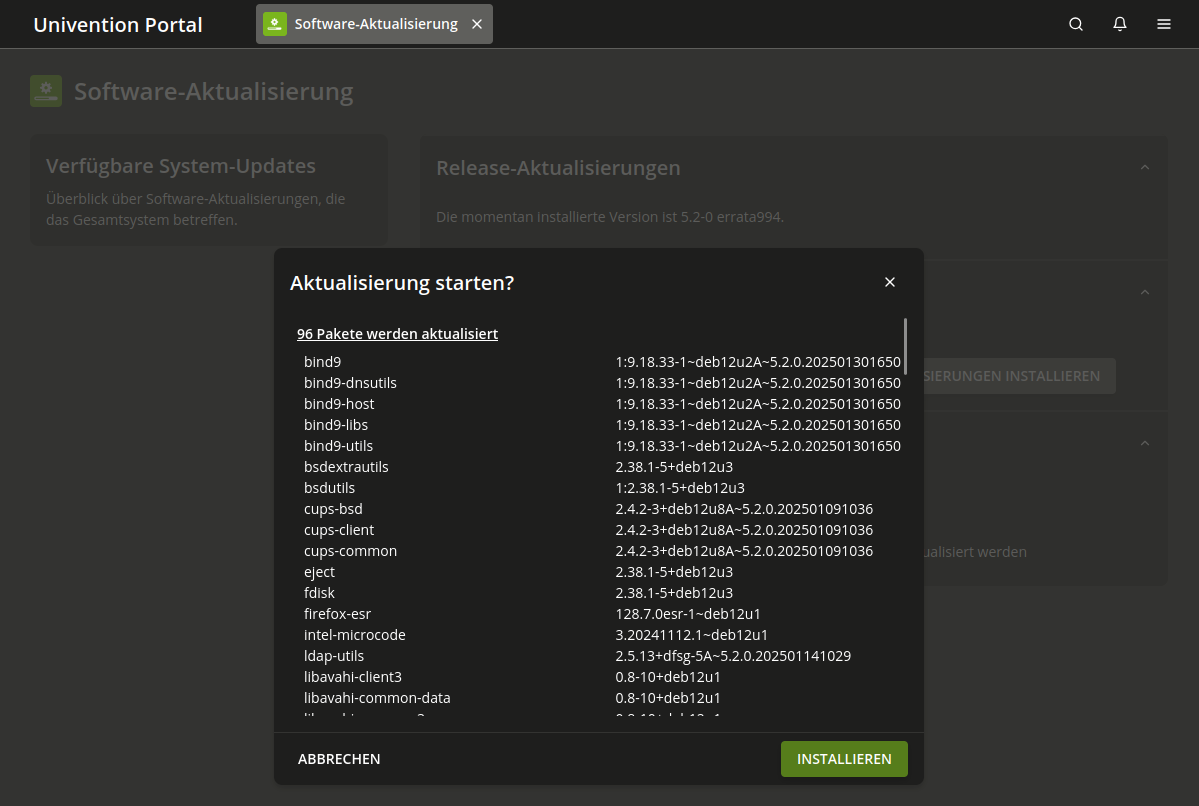 Univention Portal
Software-Aktualisierung
Software-Aktualisierung
Verfügbare System-Updates
Überblick über Software-Aktualisierungen, die
das Gesamtsystem betreffen.
Release-Aktualisierungen
Die momentan installierte Version ist 5.2-0 errata994.
SIERUNGEN INSTALLIEREN
ualisiert werden
Aktualisierung starten?
96 Pakete werden aktualisiert
bind9 1:9.18.33-1~deb12u2A~5.2.0.202501301650
bind9-dnsutils 1:9.18.33-1~deb12u2A~5.2.0.202501301650
bind9-host 1:9.18.33-1~deb12u2A~5.2.0.202501301650
bind9-libs 1:9.18.33-1~deb12u2A~5.2.0.202501301650
bind9-utils 1:9.18.33-1~deb12u2A~5.2.0.202501301650
bsdextrautils 2.38.1-5+deb12u3
bsdutils 1:2.38.1-5+deb12u3
cups-bsd 2.4.2-3+deb12u8A~5.2.0.202501091036
cups-client 2.4.2-3+deb12u8A~5.2.0.202501091036
cups-common 2.4.2-3+deb12u8A~5.2.0.202501091036
eject 2.38.1-5+deb12u3
fdisk 2.38.1-5+deb12u3
firefox-esr 128.7.0esr-1~deb12u1
intel-microcode 3.20241112.1~deb12u1
ldap-utils 2.5.13+dfsg-5A~5.2.0.202501141029
libavahi-client3 0.8-10+deb12u1
libavahi-common-data 0.8-10+deb12u1
ABBRECHEN
INSTALLIEREN